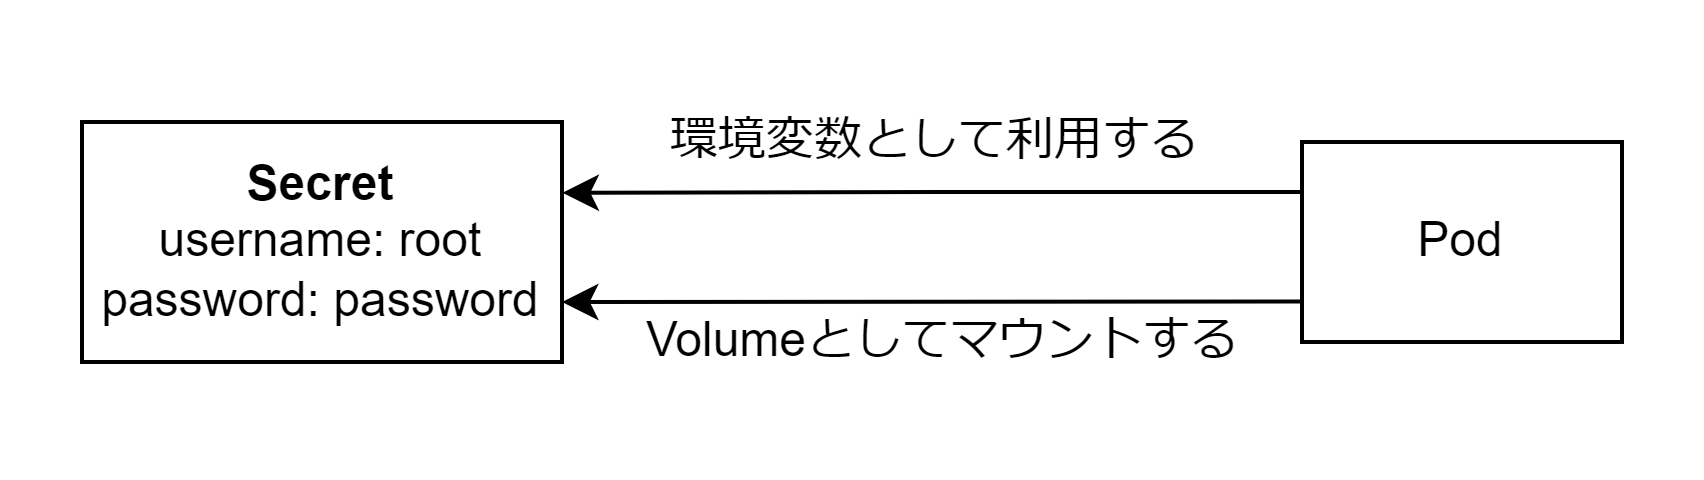 Secret
username: root
password: password
環境変数として利用する
Volumeとしてマウントする
Pod